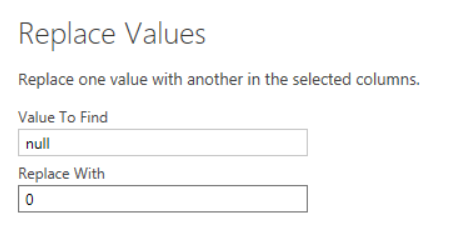 Replace Values
Replace one value with another in the selected columns.
Value To Find
null
Replace With
0